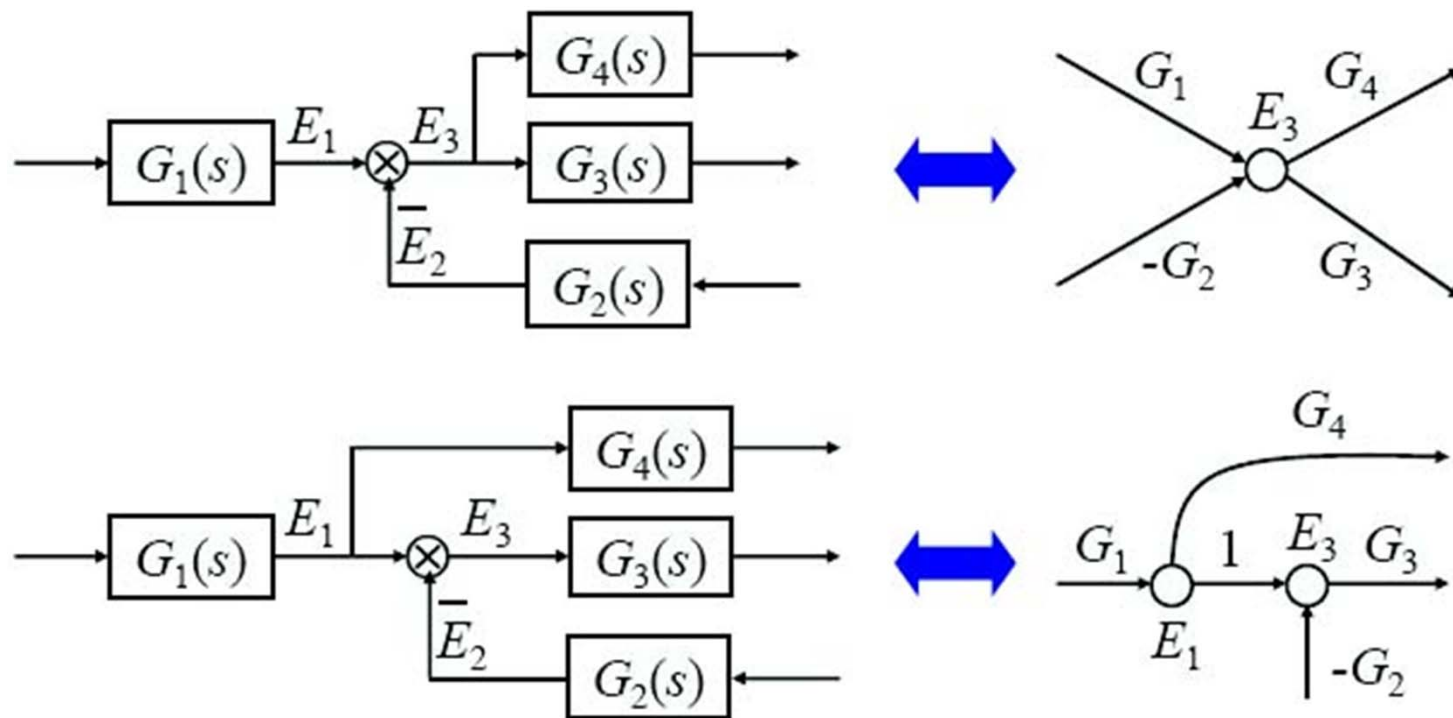 G₄(s)
G₁(s) E₁ E₃ G₃(s)
− E₂ G₂(s)
G₁ E₃ G₄
-G₂ G₃
G₄(s)
G₁(s) E₁ E₃ G₃(s)
− E₂ G₂(s)
G₄
G₁ 1 E₃ G₃
E₁ -G₂